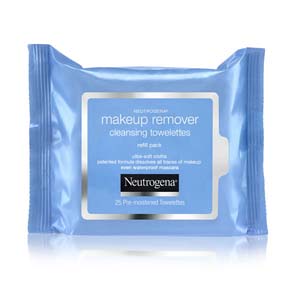 NEUTROGENA®
makeup remover
cleansing towelettes
refill pack
ultra-soft cloths
patented formula dissolves all traces of makeup
even waterproof mascara
Neutrogena®
25 Pre-moistened Towelettes